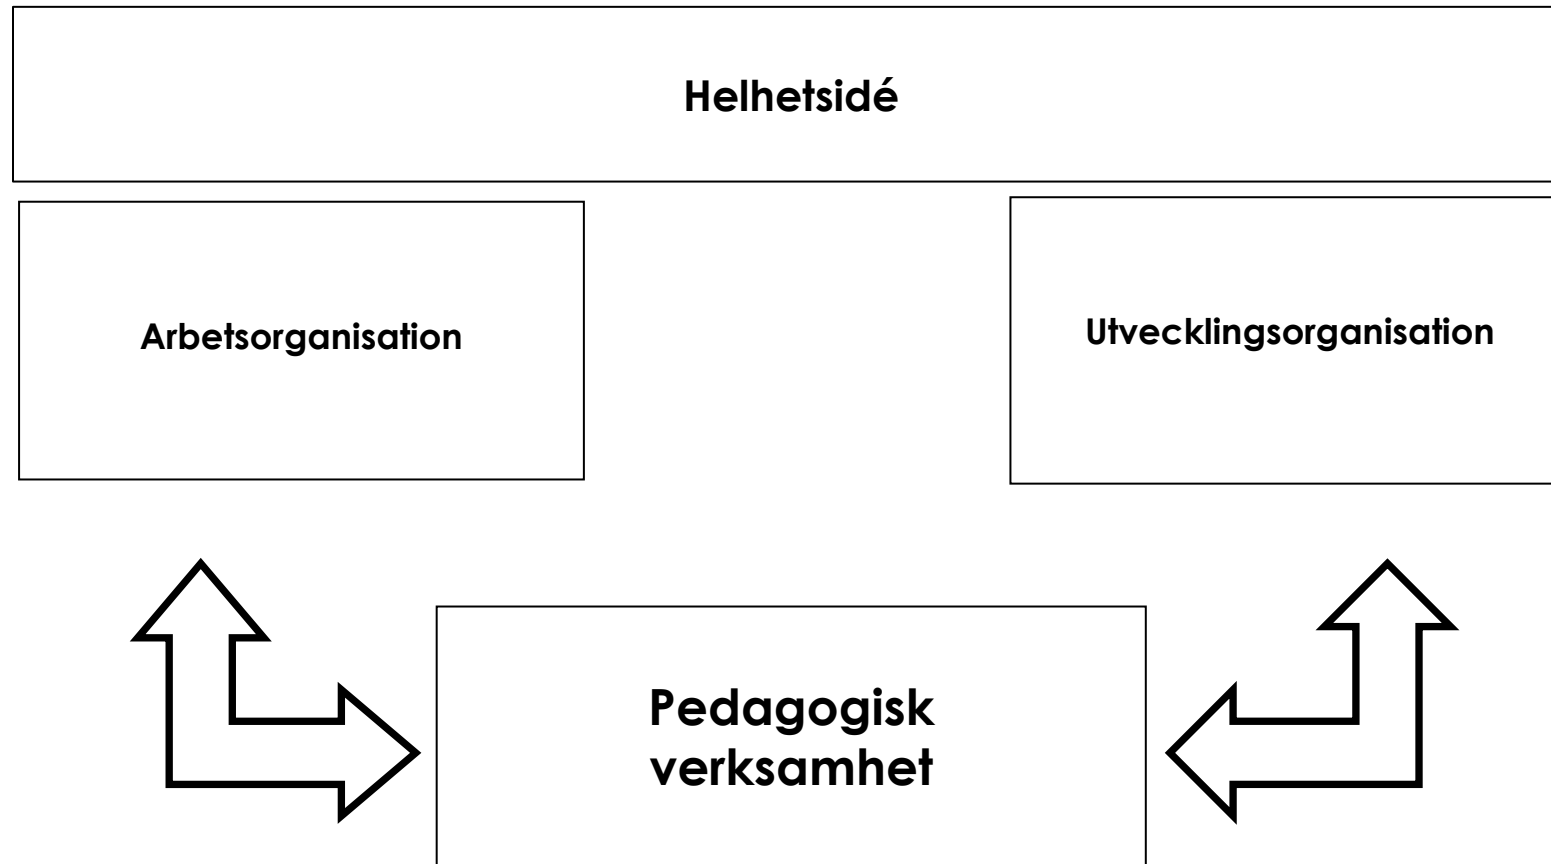 Helhetsidé
Arbetsorganisation
Utvecklingsorganisation
Pedagogisk
verksamhet